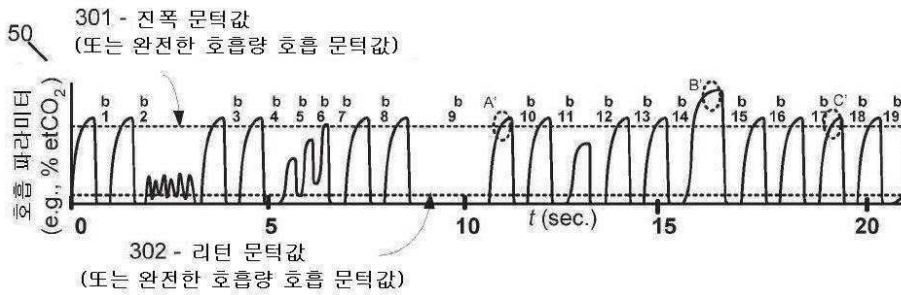 301 - 진폭 문턱값
(또는 완전한 호흡량 호흡 문턱값)
50
호흡 파라미터
(e.g., % etCO₂)
b b b b b b b b b A' b b b b b B' b b b C' b b
1 2 3 4 5 6 7 8 9 10 11 12 13 14 15 16 17 18 19
0 5 10 15 20
t (sec.)
302 - 리턴 문턱값
(또는 완전한 호흡량 호흡 문턱값)